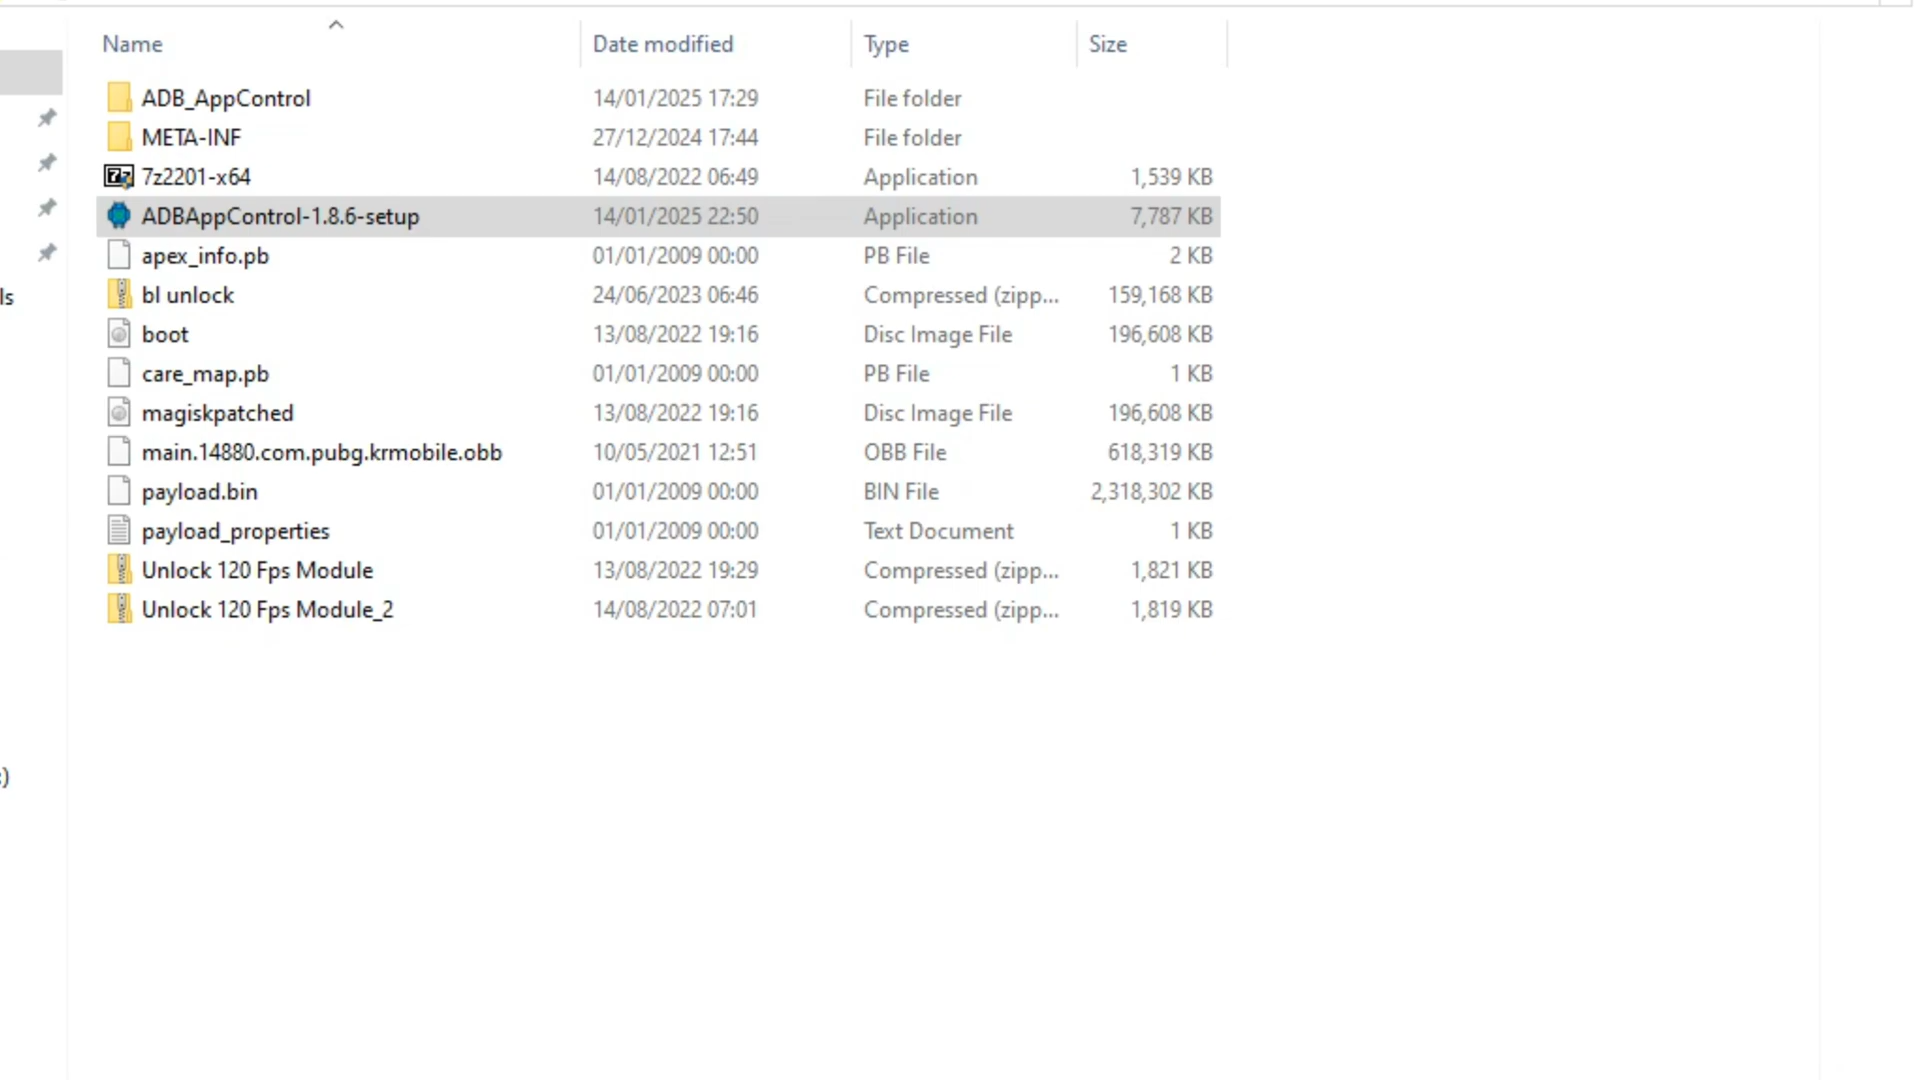 Name Date modified Type Size
ADB_AppControl 14/01/2025 17:29 File folder
META-INF 27/12/2024 17:44 File folder
7z2201-x64 14/08/2022 06:49 Application 1,539 KB
ADBAppControl-1.8.6-setup 14/01/2025 22:50 Application 7,787 KB
apex_info.pb 01/01/2009 00:00 PB File 2 KB
bl unlock 24/06/2023 06:46 Compressed (zipp... 159,168 KB
ls
boot 13/08/2022 19:16 Disc Image File 196,608 KB
care_map.pb 01/01/2009 00:00 PB File 1 KB
magiskpatched 13/08/2022 19:16 Disc Image File 196,608 KB
main.14880.com.pubg.krmobile.obb 10/05/2021 12:51 OBB File 618,319 KB
payload.bin 01/01/2009 00:00 BIN File 2,318,302 KB
payload_properties 01/01/2009 00:00 Text Document 1 KB
Unlock 120 Fps Module 13/08/2022 19:29 Compressed (zipp... 1,821 KB
Unlock 120 Fps Module_2 14/08/2022 07:01 Compressed (zipp... 1,819 KB
:)